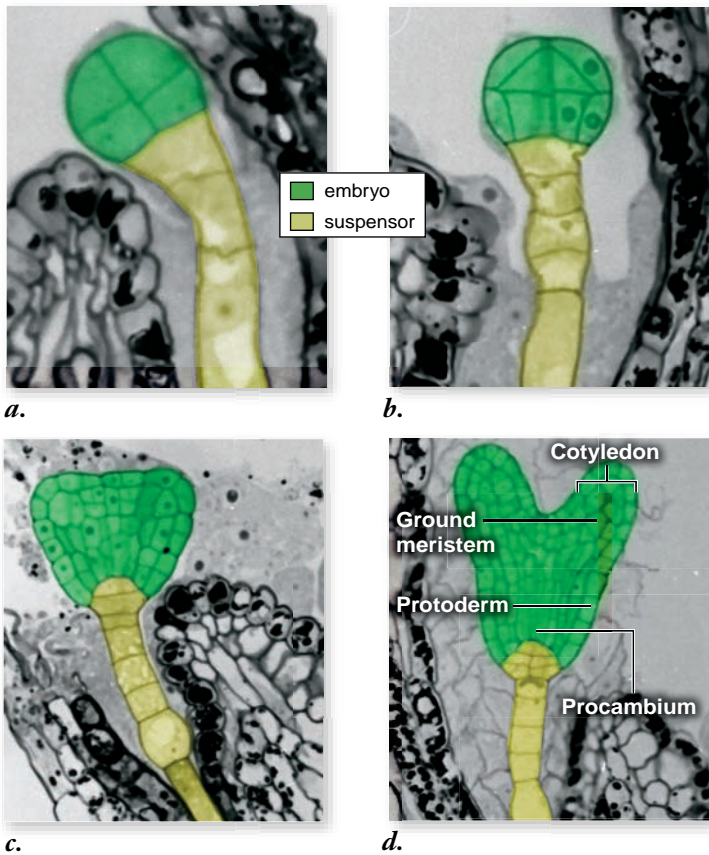 embryo
suspensor
a.
b.
Cotyledon
Ground
meristem
Protoderm
Procambium
c.
d.